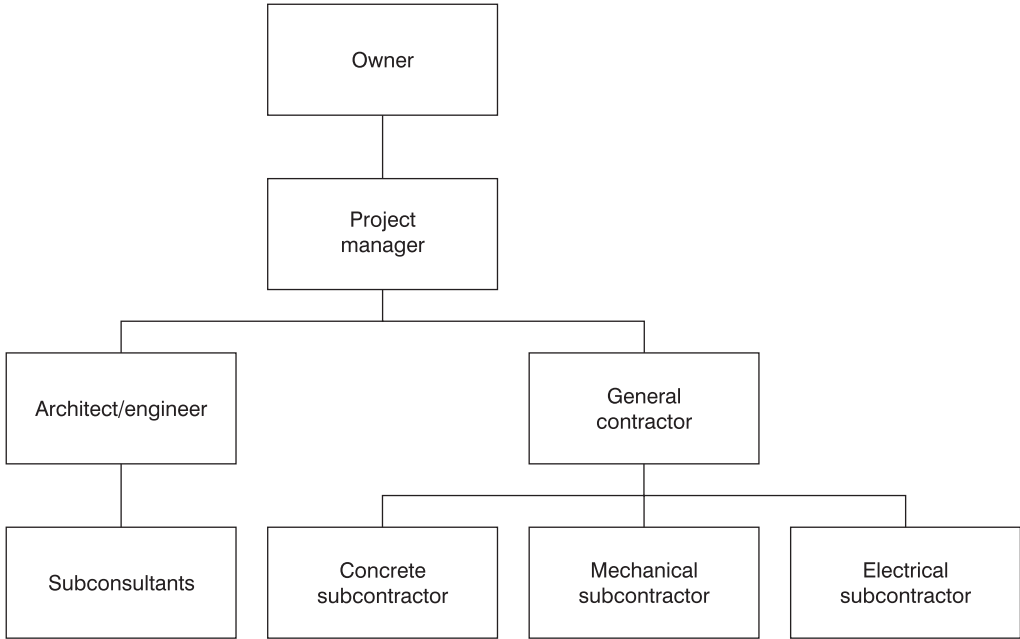 Owner
Project
manager
Architect/engineer
General
contractor
Subconsultants
Concrete
subcontractor
Mechanical
subcontractor
Electrical
subcontractor